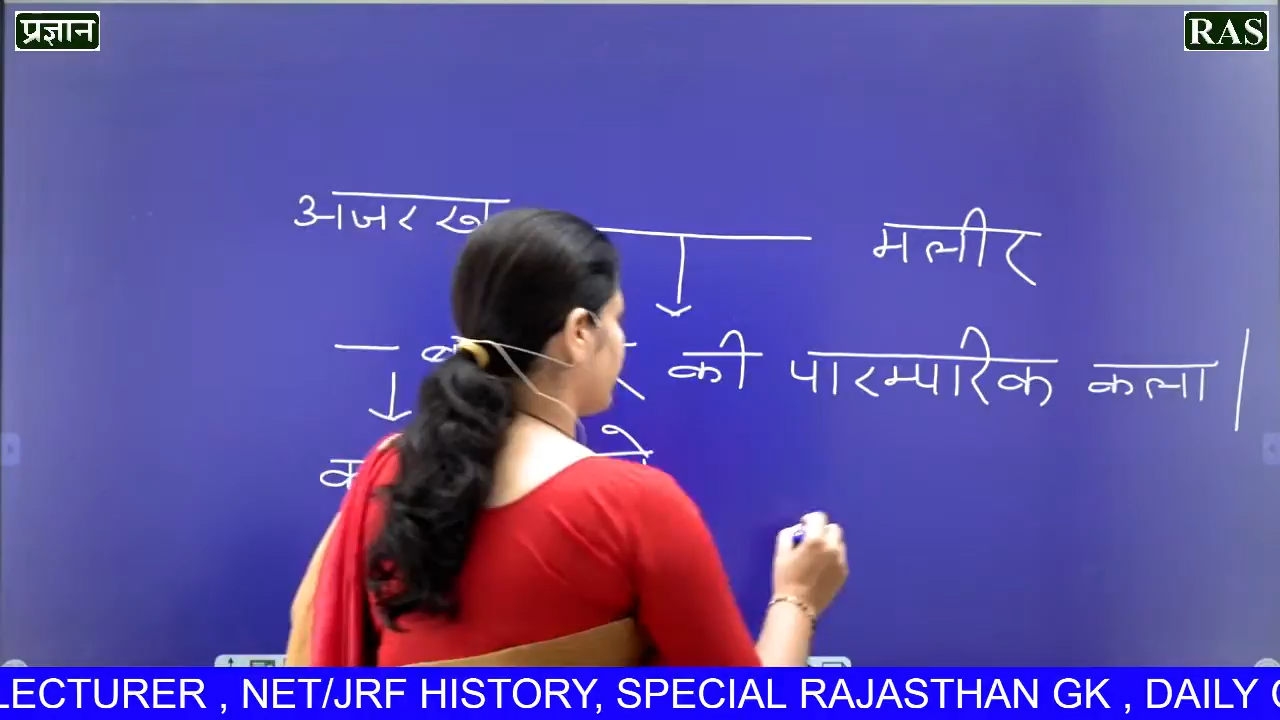 प्रज्ञान
RAS
अजरख मलीर
की पारम्परिक कला |
LECTURER , NET/JRF HISTORY, SPECIAL RAJASTHAN GK , DAILY